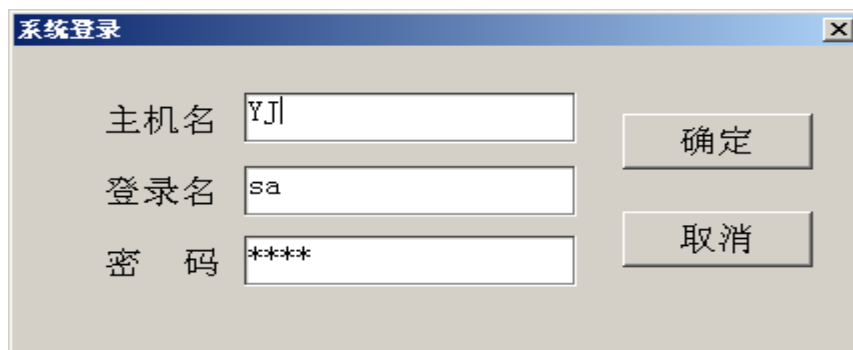 系统登录
主机名 YJ
确定
登录名 sa
取消
密 码 ****